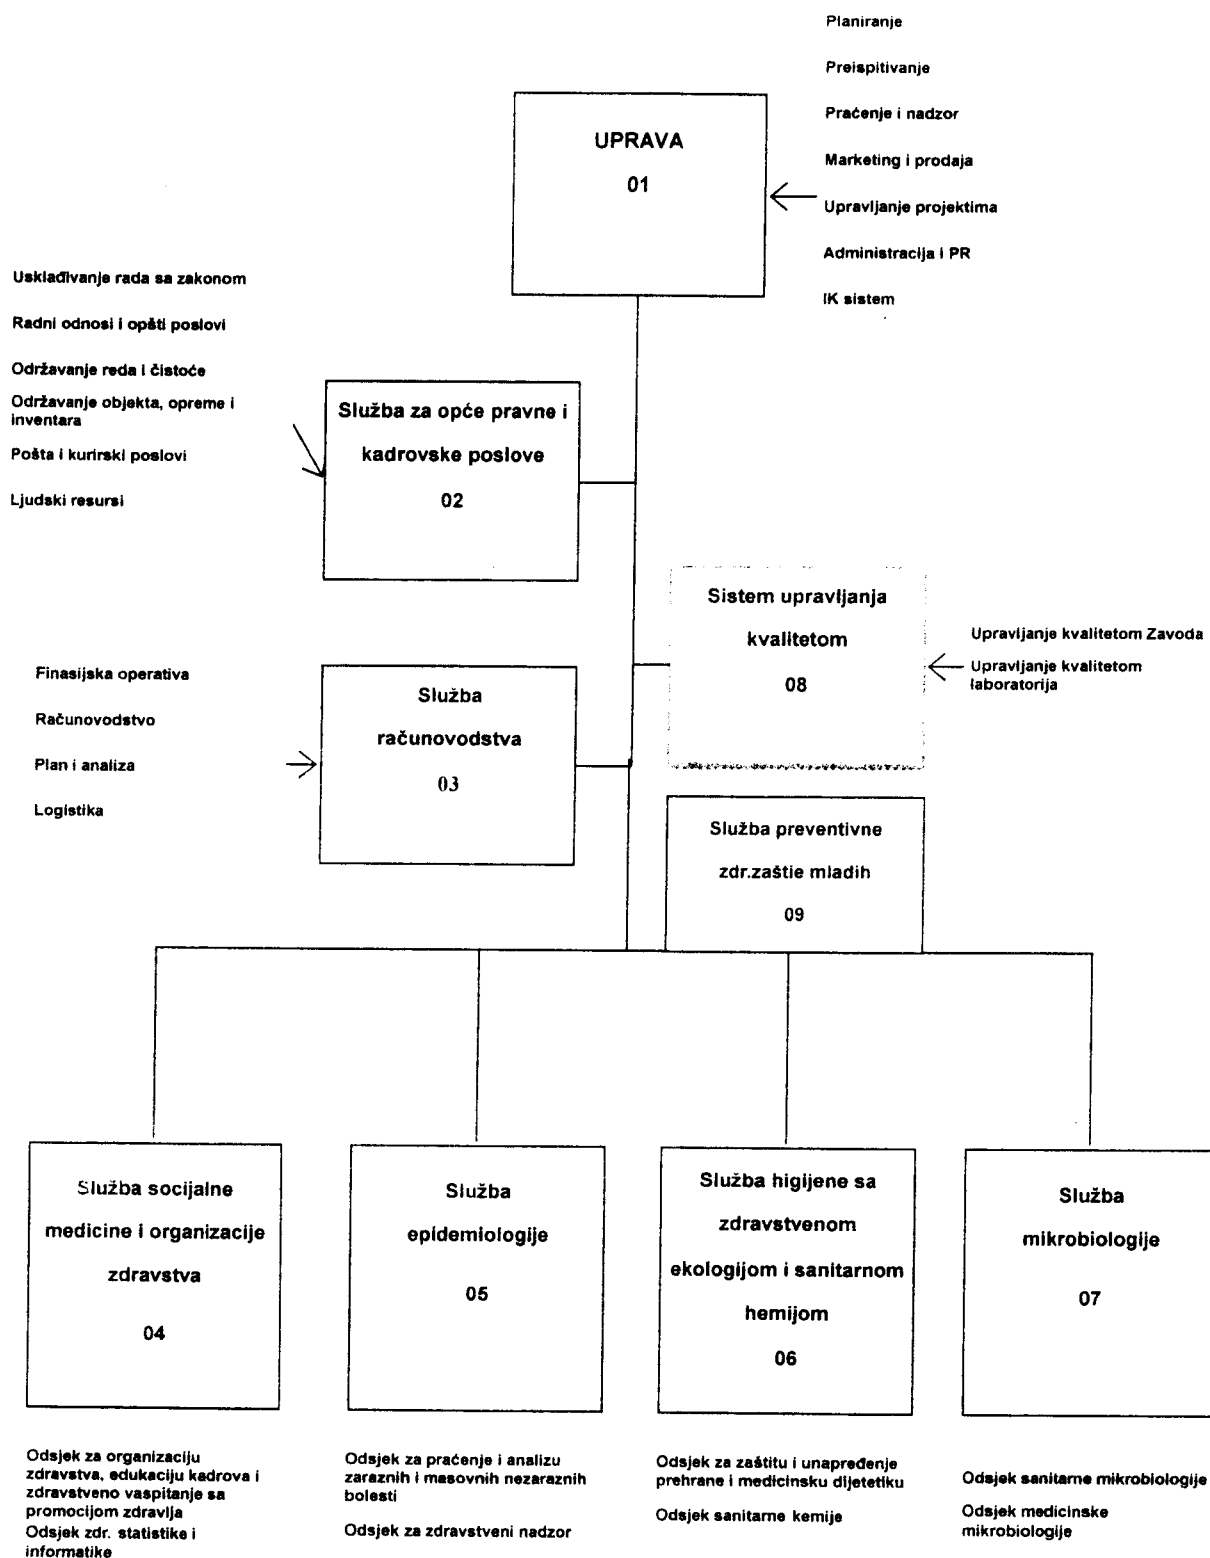 Planiranje
Preispitivanje
Praćenje i nadzor
Marketing i prodaja
Upravljanje projektima
Administracija i PR
IK sistem
UPRAVA
01
Usklađivanje rada sa zakonom
Radni odnosi i opšti poslovi
Održavanje reda i čistoće
Održavanje objekta, opreme i
inventara
Pošta i kurirski poslovi
Ljudski resursi
Služba za opće pravne i
kadrovske poslove
02
Sistem upravljanja
kvalitetom
08
Upravljanje kvalitetom Zavoda
Upravljanje kvalitetom
laboratorija
Finasijska operativa
Računovodstvo
Plan i analiza
Logistika
Služba
računovodstva
03
Služba preventivne
zdr.zaštie mladih
09
Služba socijalne
medicine i organizacije
zdravstva
04
Služba
epidemiologije
05
Služba higijene sa
zdravstvenom
ekologijom i sanitarnom
hemijom
06
Služba
mikrobiologije
07
Odsjek za organizaciju
zdravstva, edukaciju kadrova i
zdravstveno vaspitanje sa
promocijom zdravlja
Odsjek zdr. statistike i
informatike
Odsjek za praćenje i analizu
zaraznih i masovnih nezaraznih
bolesti
Odsjek za zdravstveni nadzor
Odsjek za zaštitu i unapređenje
prehrane i medicinsku dijetetiku
Odsjek sanitarne kemije
Odsjek sanitarne mikrobiologije
Odsjek medicinske
mikrobiologije